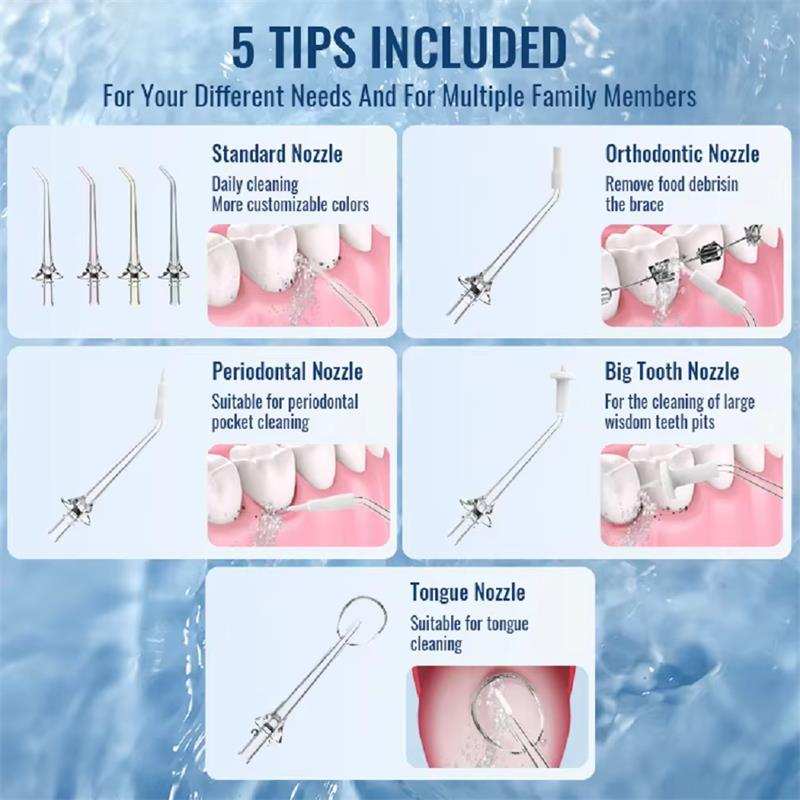 5 TIPS INCLUDED
For Your Different Needs And For Multiple Family Members
Standard Nozzle
Daily cleaning
More customizable colors
Orthodontic Nozzle
Remove food debrisin
the brace
Periodontal Nozzle
Suitable for periodontal
pocket cleaning
Big Tooth Nozzle
For the cleaning of large
wisdom teeth pits
Tongue Nozzle
Suitable for tongue
cleaning